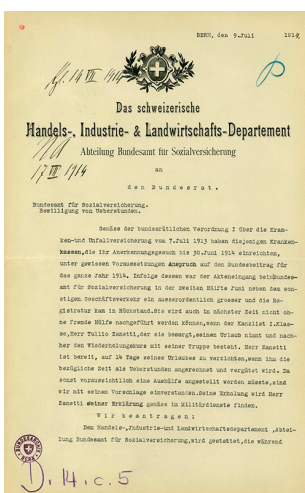 BERN, den 9. Juli 1914
14 VII 1914
Das schweizerische
Handels-, Industrie- & Landwirtschafts-Departement
Abteilung Bundesamt für Sozialversicherung
17 VII 1914
an
den Bundesrat.
Bundesamt für Sozialversicherung.
Bewilligung von Ueberstunden.
Gemäss der bundesrätlichen Verordnung I über die Kran-
ken-und Unfallversicherung vom 7.Juli 1913 haben diejenigen Kranken-
kassen,die ihr Anerkennungsgesuch bis 30.Juni 1914 einreichten,
unter gewissen Voraussetzungen Anspruch auf den Bundesbeitrag für
das ganze Jahr 1914. Infolge dessen war der Akteneingang beim Bundes-
amt für Sozialversicherung in der zweiten Hälfte Juni neben dem son-
stigen Geschäftsverkehr ein ausserordentlich grosser und die Re-
gistratur kam in Rückstand. Sie wird auch in nächster Zeit nicht oh-
ne fremde Hülfe nachgeführt werden können,wenn der Kanzlist I.Klas-
se,Herr Tullio Zanetti,der sie besorgt,seinen Urlaub nimmt und nach-
her den Wiederholungskurs mit seiner Truppe besteht. Herr Zanetti
ist bereit, auf 14 Tage seines Urlaubes zu verzichten,wenn ihm die
bezügliche Zeit als Ueberstunden angerechnet und vergütet wird. Da
sonst voraussichtlich eine Aushülfe angestellt werden müsste,sind
wir mit seinem Vorschlage einverstanden.Seine Erholung wird Herr
Zanetti seiner Erklärung gemäss im Militärdienste finden.
Wir beantragen:
Dem Handels-,Industrie-und Landwirtschaftsdepartement ,Abtei-
lung Bundesamt für Sozialversicherung,wird gestattet,die während
BUNDESARCHIV
BERN
D. 14. c. 5